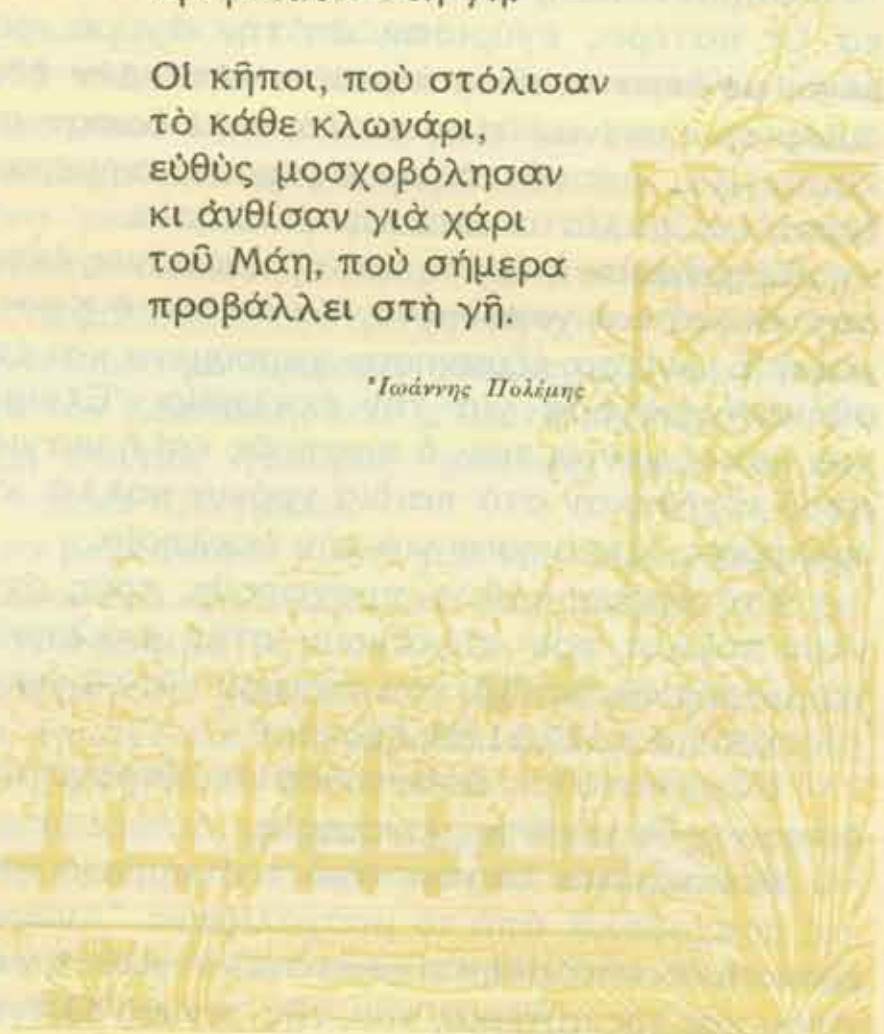 Οἱ κῆποι, ποὺ στόλισαν
τὸ κάθε κλωνάρι,
εὐθὺς μοσχοβόλησαν
κι ἀνθίσαν γιὰ χάρι
τοῦ Μάη, ποὺ σήμερα
προβάλλει στὴ γῆ.
Ἰωάννης Πολέμης